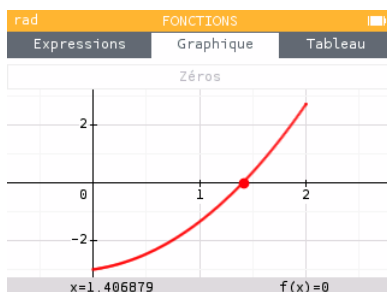 rad FONCTIONS
Expressions Graphique Tableau
Zéros
2
0 1 2
-2
x=1.406879 f(x)=0